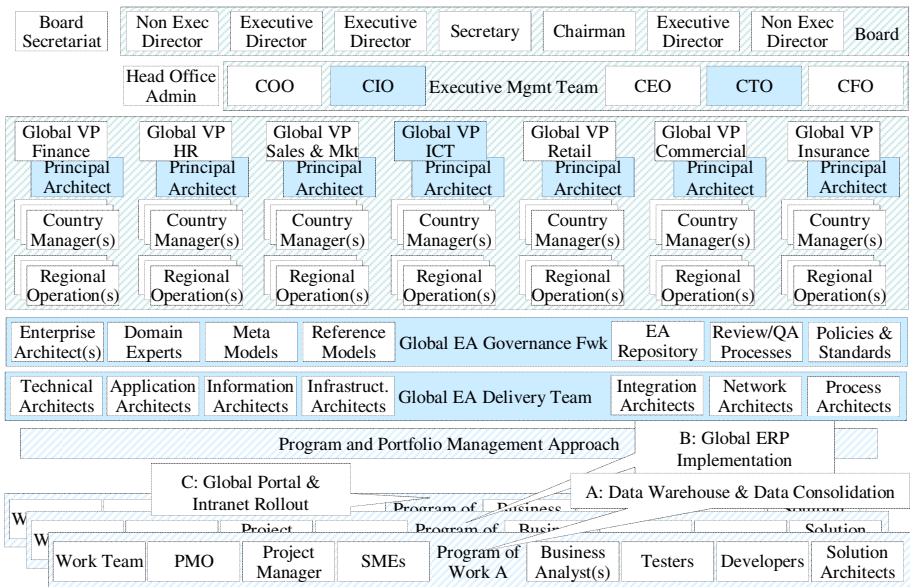 Board
Secretariat
Non Exec
Director
Executive
Director
Executive
Director
Secretary
Chairman
Executive
Director
Non Exec
Director
Board
Head Office
Admin
COO
CIO
Executive Mgmt Team
CEO
CTO
CFO
Global VP
Finance
Global VP
HR
Global VP
Sales & Mkt
Global VP
ICT
Global VP
Retail
Global VP
Commercial
Global VP
Insurance
Principal
Architect
Principal
Architect
Principal
Architect
Principal
Architect
Principal
Architect
Principal
Architect
Principal
Architect
Country
Manager(s)
Country
Manager(s)
Country
Manager(s)
Country
Manager(s)
Country
Manager(s)
Country
Manager(s)
Country
Manager(s)
Regional
Operation(s)
Regional
Operation(s)
Regional
Operation(s)
Regional
Operation(s)
Regional
Operation(s)
Regional
Operation(s)
Regional
Operation(s)
Enterprise
Architect(s)
Domain
Experts
Meta
Models
Reference
Models
Global EA Governance Fwk
EA
Repository
Review/QA
Processes
Policies &
Standards
Technical
Architects
Application
Architects
Information
Architects
Infrastruct.
Architects
Global EA Delivery Team
Integration
Architects
Network
Architects
Process
Architects
Program and Portfolio Management Approach
B: Global ERP
Implementation
C: Global Portal &
Intranet Rollout
A: Data Warehouse & Data Consolidation
Program of
Business
Solution
W
Project
Program of
Solution
W
Work Team
PMO
Project
Manager
SMEs
Program of
Work A
Business
Analyst(s)
Testers
Developers
Solution
Architects